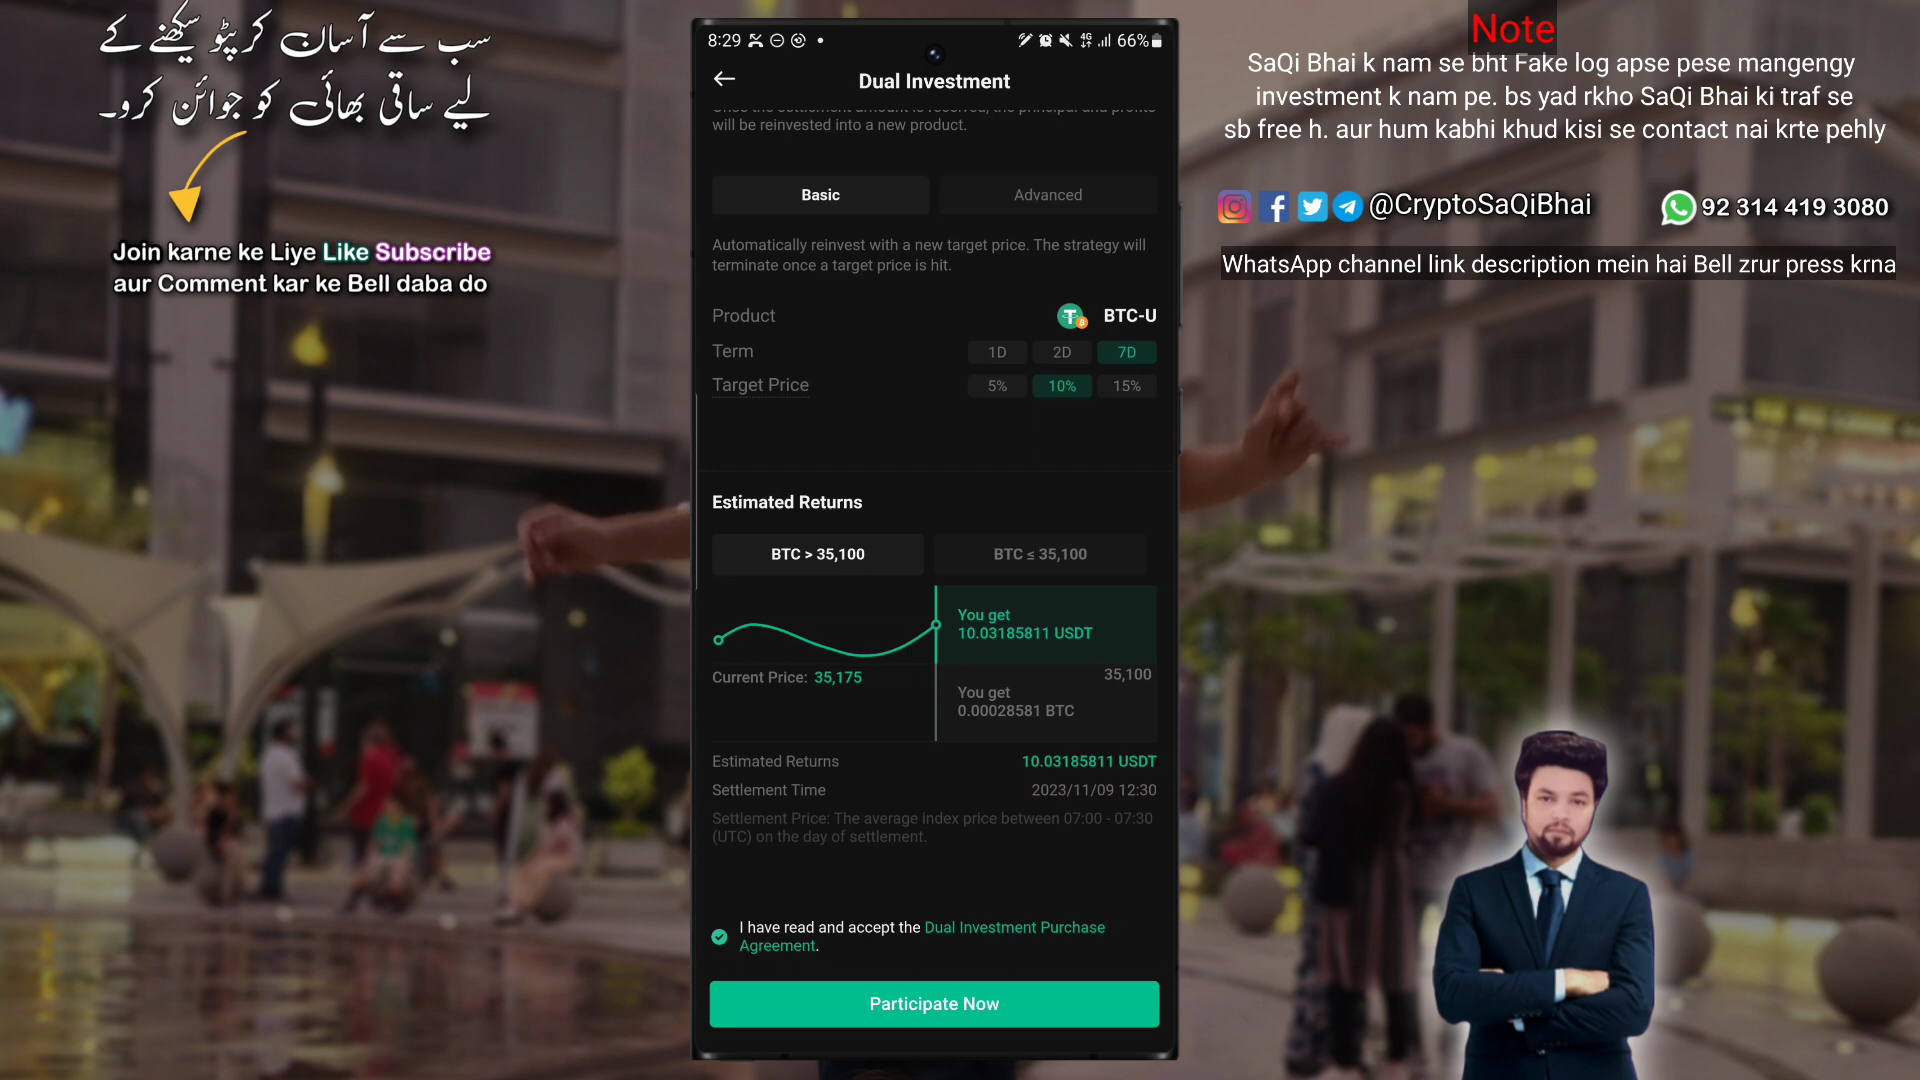 سب سے آسان کرپٹو سکھنے کے
لیے ساقی بھائی کو جوائن کرو۔
Join karne ke Liye Like Subscribe
aur Comment kar ke Bell daba do
8:29
4G
66%
Dual Investment
will be reinvested into a new product.
Basic
Advanced
Automatically reinvest with a new target price. The strategy will
terminate once a target price is hit.
Product
BTC-U
Term
1D 2D 7D
Target Price
5% 10% 15%
Estimated Returns
BTC > 35,100
BTC ≤ 35,100
You get
10.03185811 USDT
35,100
Current Price: 35,175
You get
0.00028581 BTC
Estimated Returns
10.03185811 USDT
Settlement Time
2023/11/09 12:30
Settlement Price: The average index price between 07:00 - 07:30
(UTC) on the day of settlement.
I have read and accept the Dual Investment Purchase
Agreement.
Participate Now
Note
SaQi Bhai k nam se bht Fake log apse pese mangengy
investment k nam pe. bs yad rkho SaQi Bhai ki traf se
sb free h. aur hum kabhi khud kisi se contact nai krte pehly
@CryptoSaQiBhai
92 314 419 3080
WhatsApp channel link description mein hai Bell zrur press krna